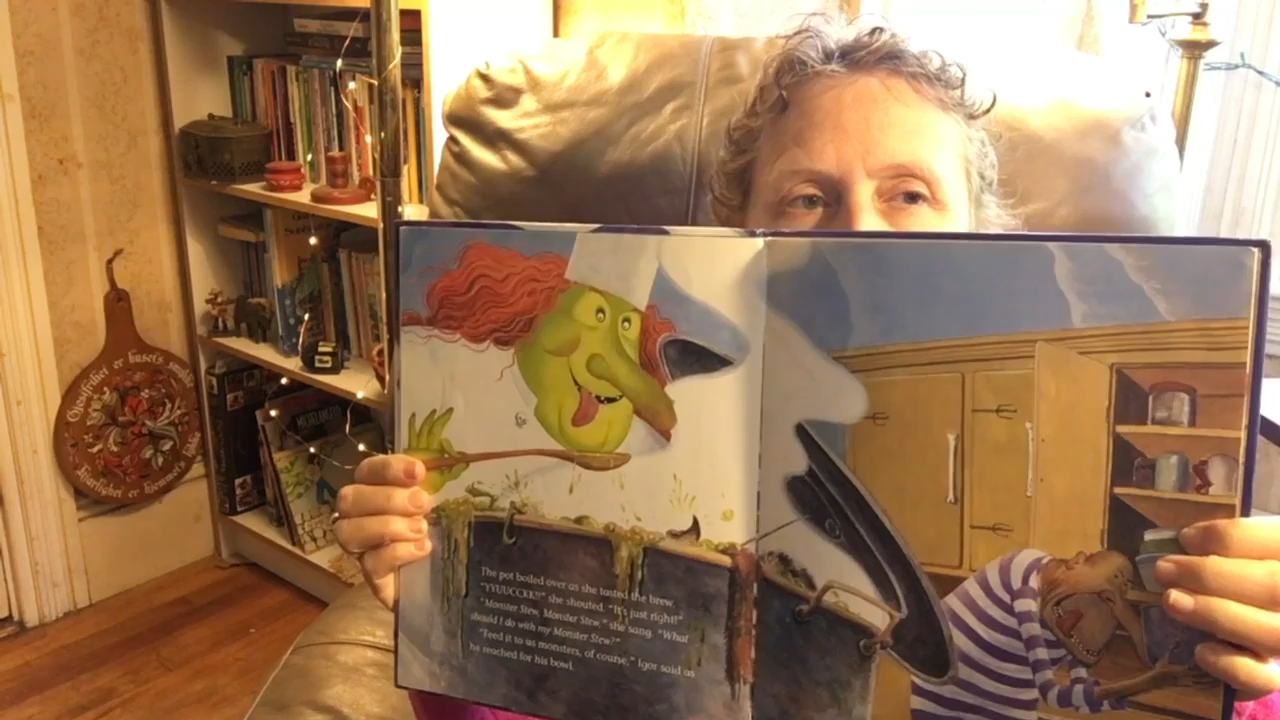 The pot boiled over as she tasted the brew.
"YYUUCCKK!!" she shouted. "It's just right!"
"Monster Stew, Monster Stew," she sang. "What
should I do with my Monster Stew?"
"Feed it to us monsters, of course," Igor said as
he reached for his bowl.
MICHELANGELO